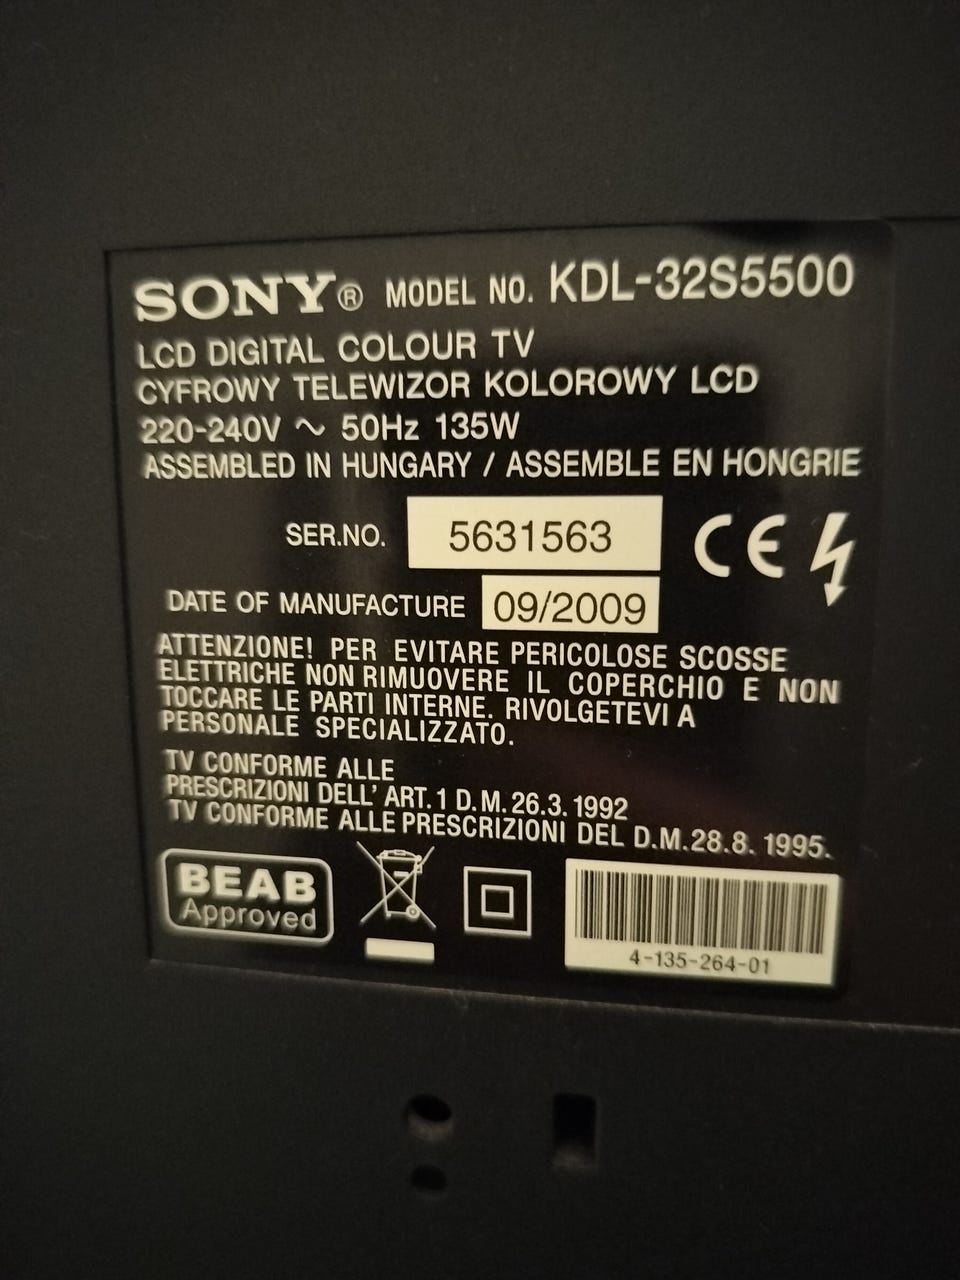 SONY® MODEL NO. KDL-32S5500
LCD DIGITAL COLOUR TV
CYFROWY TELEWIZOR KOLOROWY LCD
220-240V ~ 50Hz 135W
ASSEMBLED IN HUNGARY / ASSEMBLE EN HONGRIE
SER.NO. 5631563 CE
DATE OF MANUFACTURE 09/2009
ATTENZIONE! PER EVITARE PERICOLOSE SCOSSE
ELETTRICHE NON RIMUOVERE IL COPERCHIO E NON
TOCCARE LE PARTI INTERNE. RIVOLGETEVI A
PERSONALE SPECIALIZZATO.
TV CONFORME ALLE
PRESCRIZIONI DELL' ART.1 D.M. 26.3. 1992
TV CONFORME ALLE PRESCRIZIONI DEL D.M.28.8. 1995.
BEAB
Approved
4-135-264-01